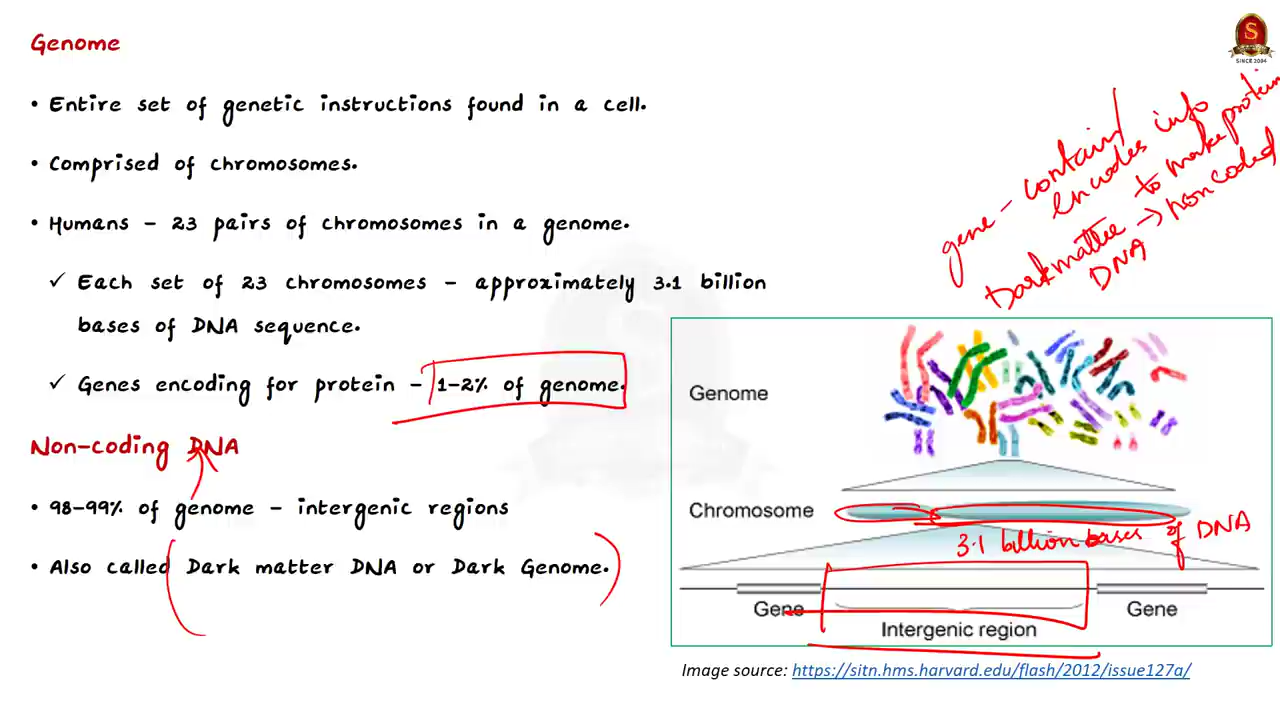 Genome
• Entire set of genetic instructions found in a cell.
• Comprised of chromosomes.
• Humans - 23 pairs of chromosomes in a genome.
✓ Each set of 23 chromosomes - approximately 3.1 billion
bases of DNA sequence.
✓ Genes encoding for protein - 1-2% of genome.
Non-coding DNA
• 98-99% of genome - intergenic regions
• Also called Dark matter DNA or Dark Genome.
S
SINCE 2004
gene - contain/
encodes info
to make protein
Dark matter → non coded
DNA
Genome
Chromosome
3.1 billion bases of DNA
Gene
Gene
Intergenic region
Image source: https://sitn.hms.harvard.edu/flash/2012/issue127a/